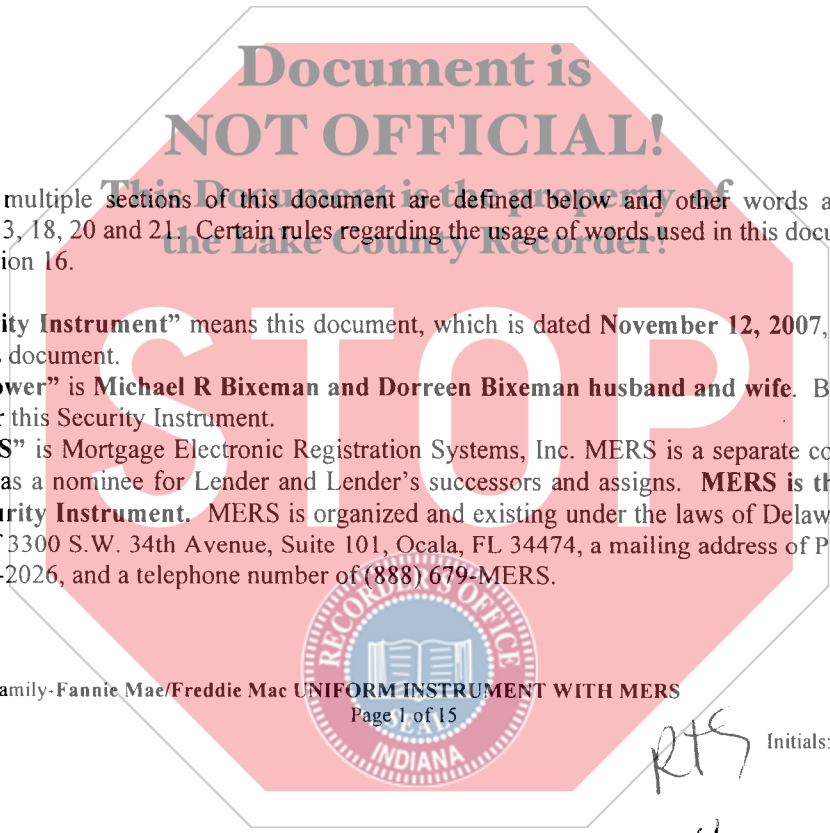 Document is
NOT OFFICIAL!
This Document is the property of
the Lake County Recorder!
STOP
multiple sections of this document are defined below and other words a
3, 18, 20 and 21. Certain rules regarding the usage of words used in this docu
ion 16.
ity Instrument” means this document, which is dated November 12, 2007,
s document.
ower” is Michael R Bixeman and Dorreen Bixeman husband and wife. B
r this Security Instrument.
S” is Mortgage Electronic Registration Systems, Inc. MERS is a separate co
as a nominee for Lender and Lender’s successors and assigns. MERS is th
urity Instrument. MERS is organized and existing under the laws of Delaw
f 3300 S.W. 34th Avenue, Suite 101, Ocala, FL 34474, a mailing address of P
-2026, and a telephone number of (888) 679-MERS.
RECORDER'S OFFICE
SEAL
INDIANA
amily-Fannie Mae/Freddie Mac UNIFORM INSTRUMENT WITH MERS
Page 1 of 15
Initials: